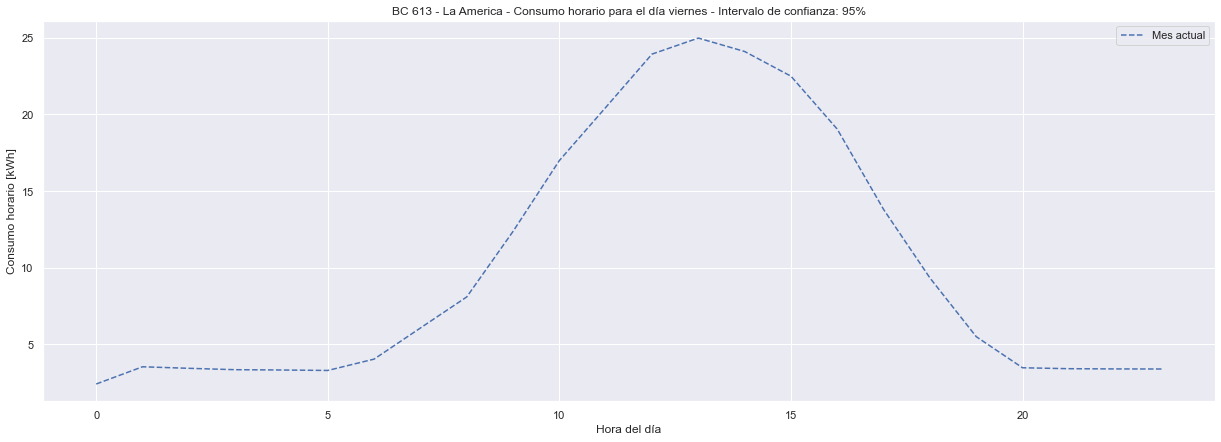 BC 613 - La America - Consumo horario para el día viernes - Intervalo de confianza: 95%
Mes actual
25
20
15
10
5
Consumo horario [kWh]
0 5 10 15 20
Hora del día